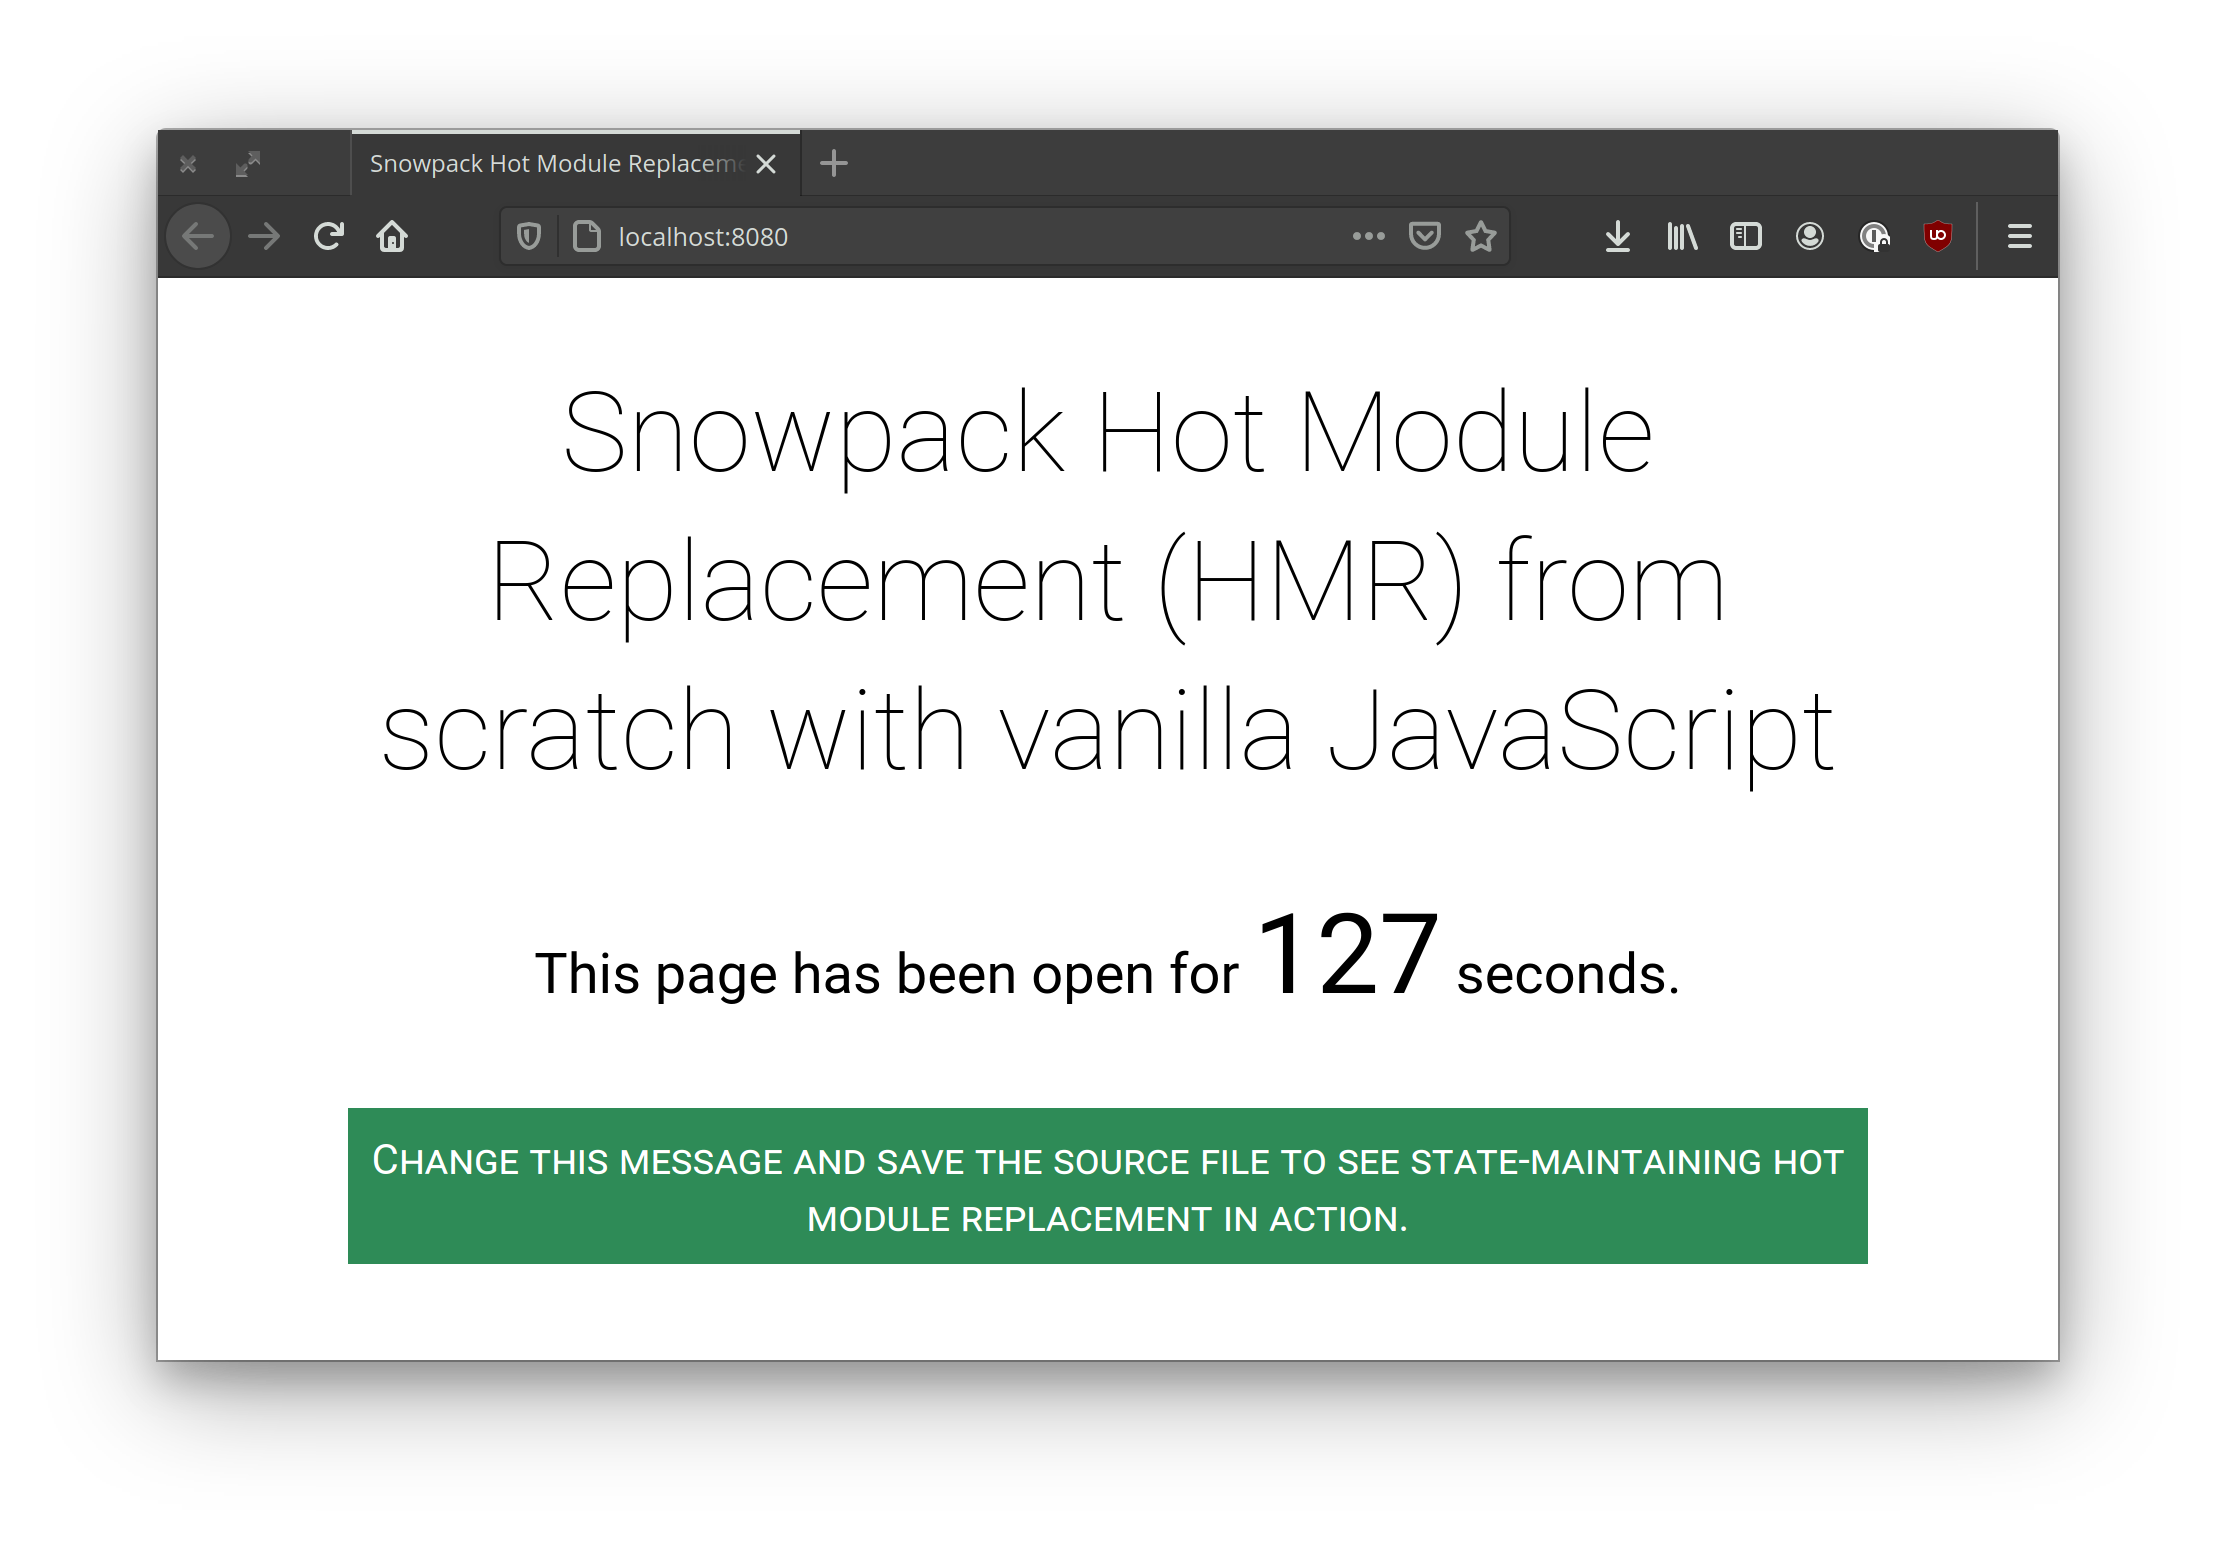 Snowpack Hot Module Replaceme
localhost:8080
Snowpack Hot Module
Replacement (HMR) from
scratch with vanilla JavaScript
This page has been open for 127 seconds.
Change this message and save the source file to see state-maintaining hot
module replacement in action.